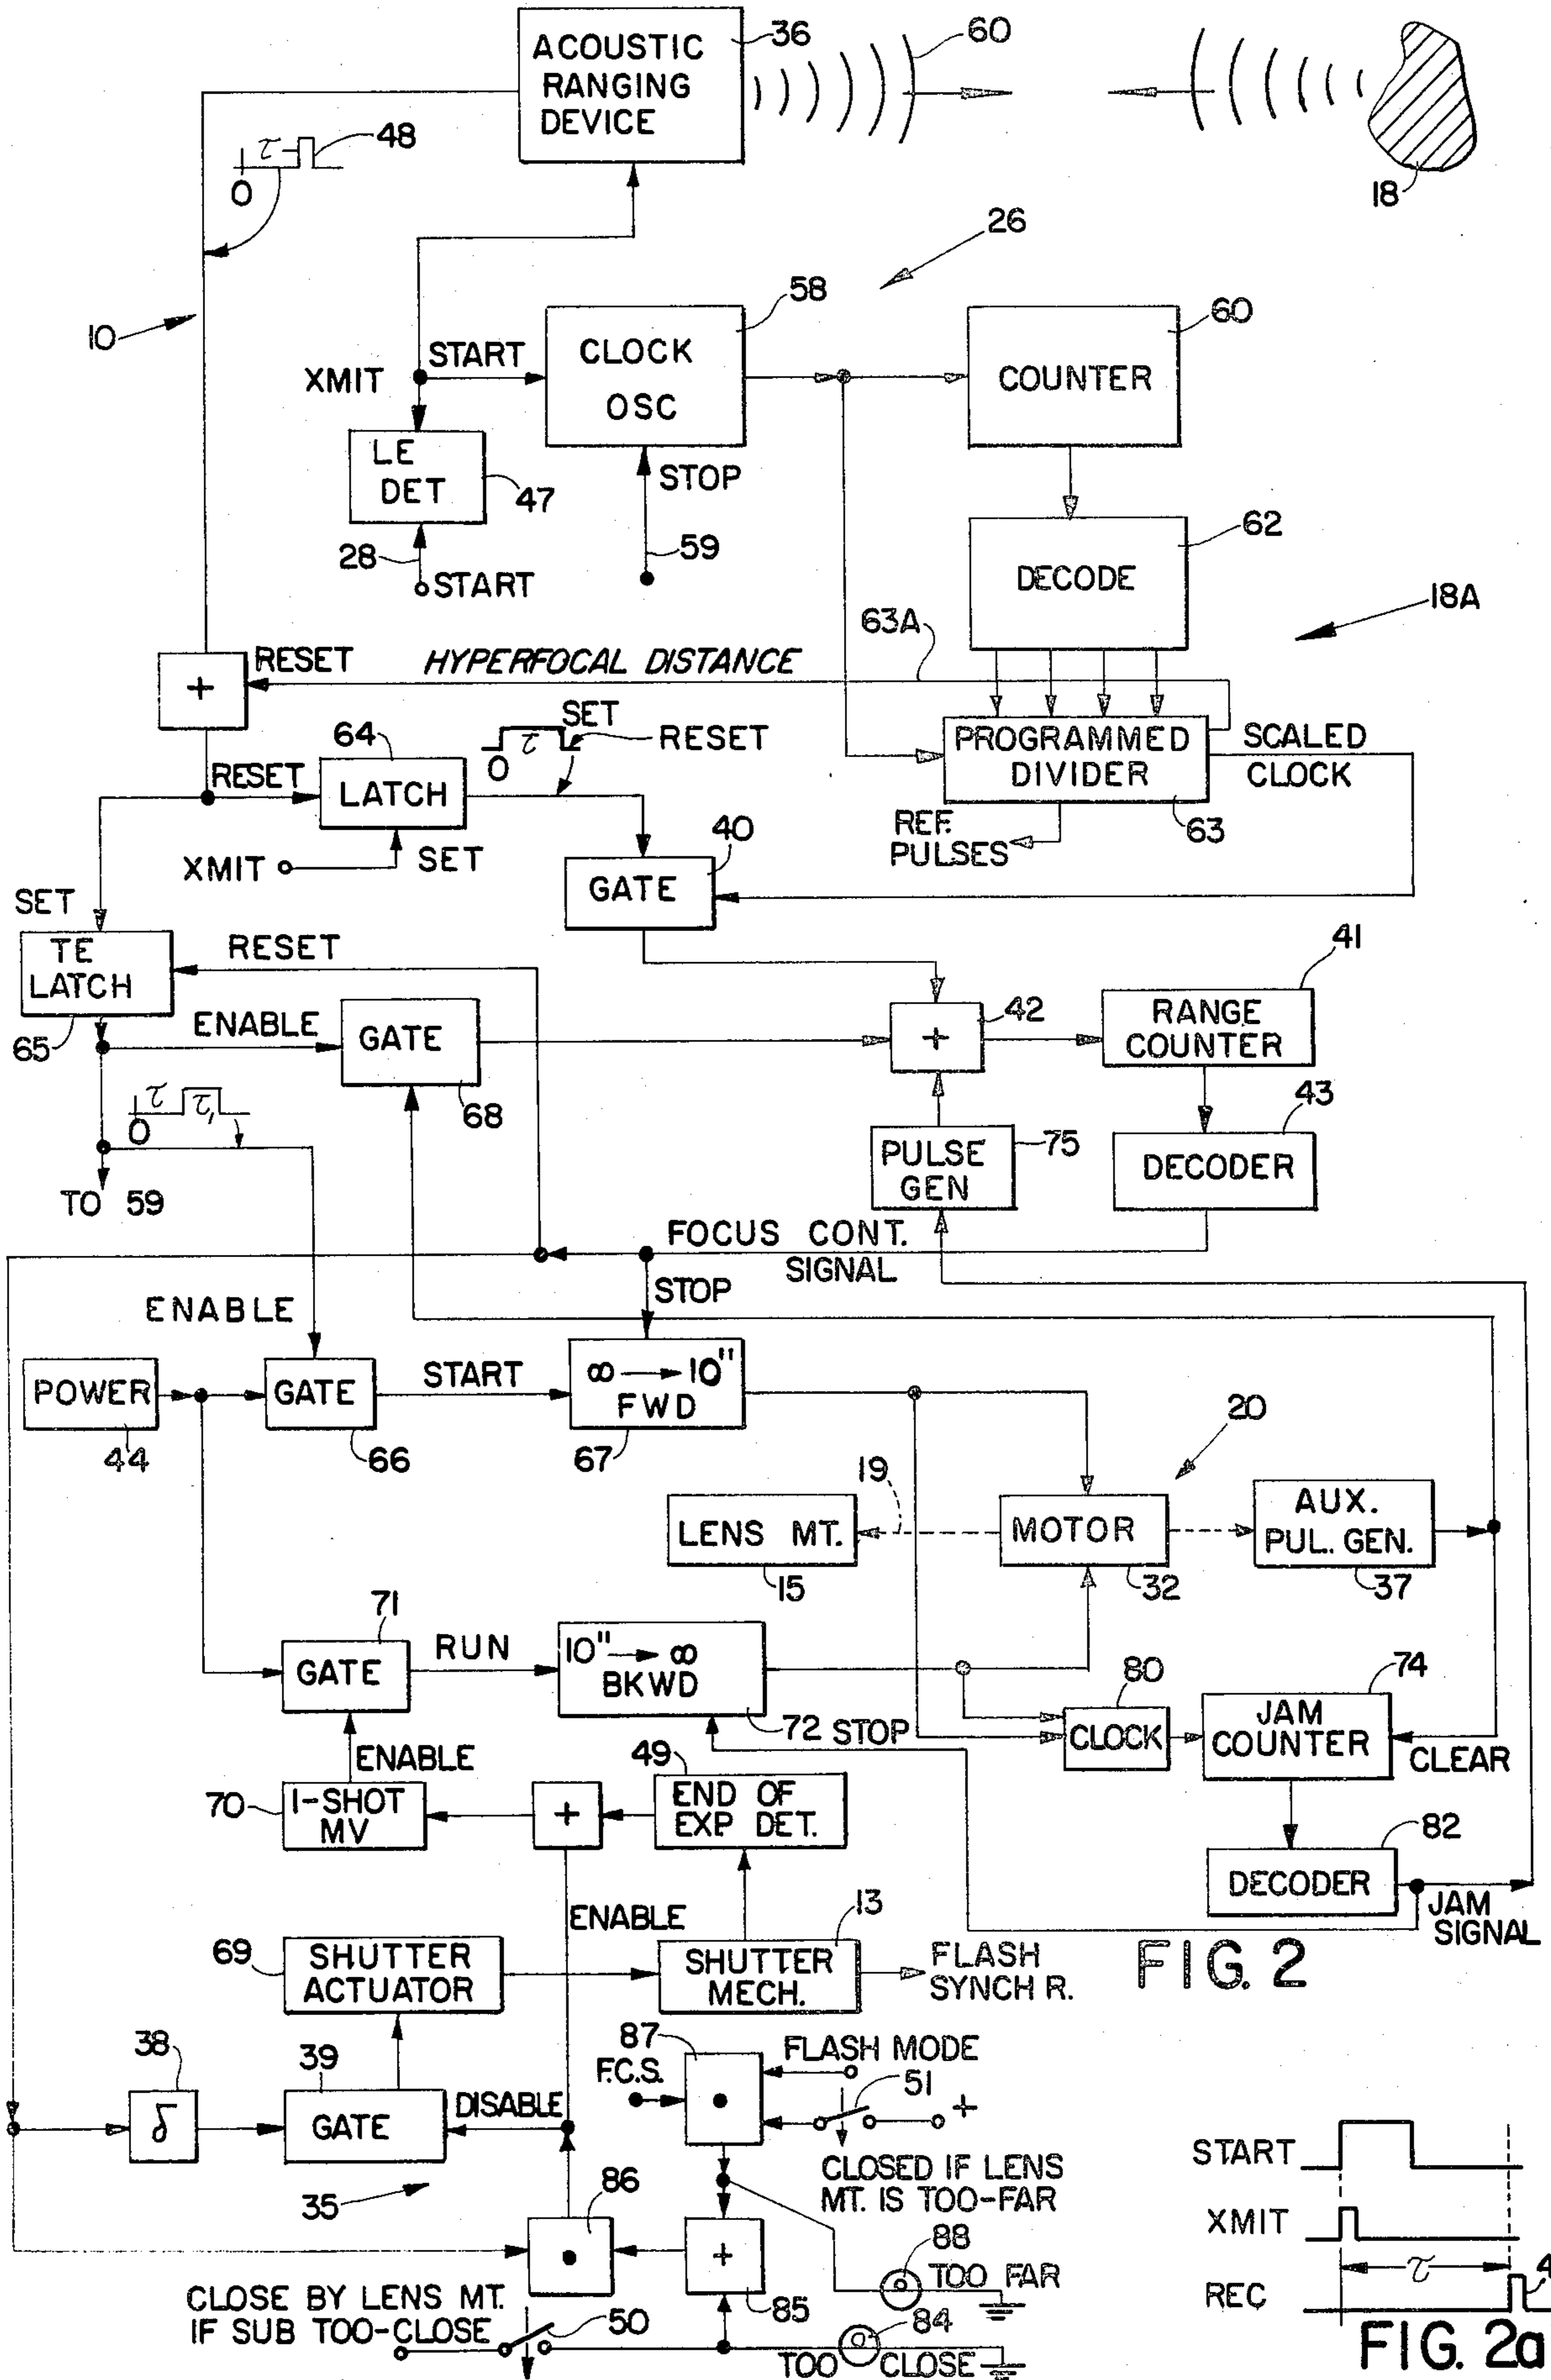 ACOUSTIC
RANGING
DEVICE
36
60
18
48
τ
0
10
26
58
60
XMIT
START
CLOCK
OSC
COUNTER
LE
DET
47
STOP
28
START
59
62
DECODE
18A
63A
RESET
HYPERFOCAL DISTANCE
+
64
SET
τ
0
RESET
PROGRAMMED
DIVIDER
SCALED
CLOCK
RESET
LATCH
63
REF.
PULSES
XMIT
SET
40
GATE
SET
TE
LATCH
RESET
41
65
ENABLE
GATE
42
+
RANGE
COUNTER
68
43
τ
τ,
0
75
PULSE
GEN
DECODER
TO 59
FOCUS CONT.
SIGNAL
STOP
ENABLE
POWER
GATE
START
∞ → 10"
FWD
44
66
67
20
19
LENS MT.
MOTOR
AUX.
PUL. GEN.
15
32
37
71
GATE
RUN
10" → ∞
BKWD
80
74
72
STOP
CLOCK
JAM
COUNTER
CLEAR
ENABLE
49
70
1-SHOT
MV
+
END OF
EXP DET.
82
DECODER
ENABLE
13
JAM
SIGNAL
69
SHUTTER
ACTUATOR
SHUTTER
MECH.
FLASH
SYNCHR.
FIG. 2
87
FLASH MODE
38
39
F.C.S.
51
+
δ
GATE
DISABLE
•
CLOSED IF LENS
MT. IS TOO-FAR
START
35
86
XMIT
•
+
88
TOO FAR
τ
REC
4
CLOSE BY LENS MT.
IF SUB TOO-CLOSE
50
85
84
TOO CLOSE
FIG. 2a